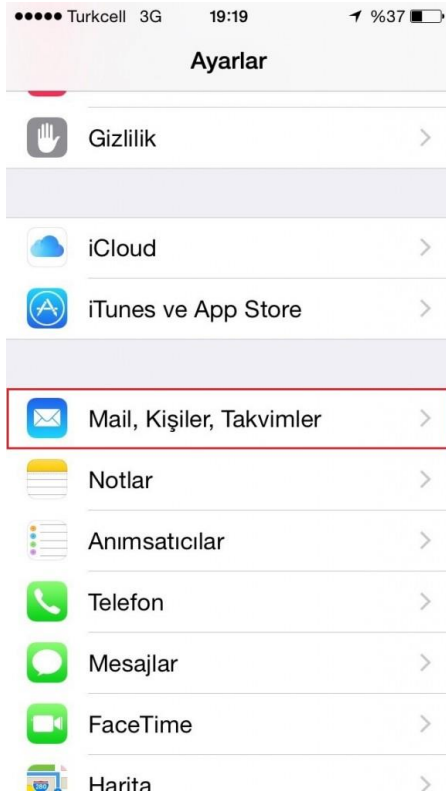 Turkcell 3G 19:19 %37
Ayarlar
Gizlilik
iCloud
iTunes ve App Store
Mail, Kişiler, Takvimler
Notlar
Anımsatıcılar
Telefon
Mesajlar
FaceTime
Harita